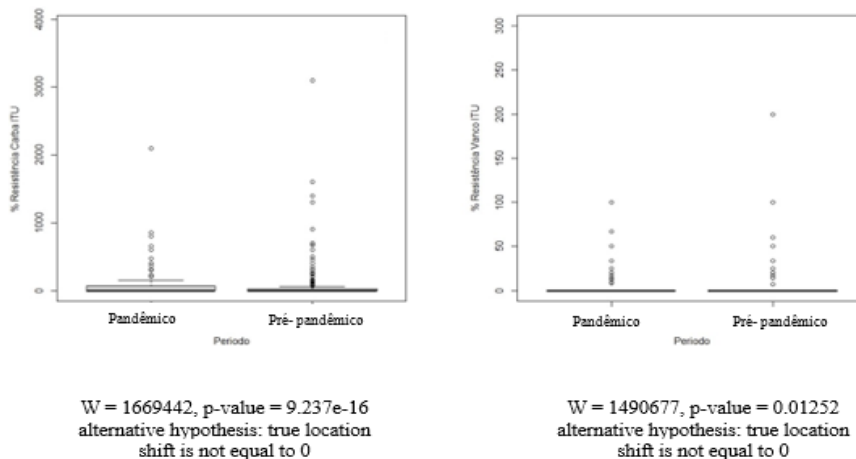 4000
3000
2000
1000
0
% Resistência Carba ITU
Pandêmico
Pré- pandêmico
Periodo
W = 1669442, p-value = 9.237e-16
alternative hypothesis: true location
shift is not equal to 0
300
250
200
150
100
50
0
% Resistência Vanco ITU
Pandêmico
Pré- pandêmico
Periodo
W = 1490677, p-value = 0.01252
alternative hypothesis: true location
shift is not equal to 0